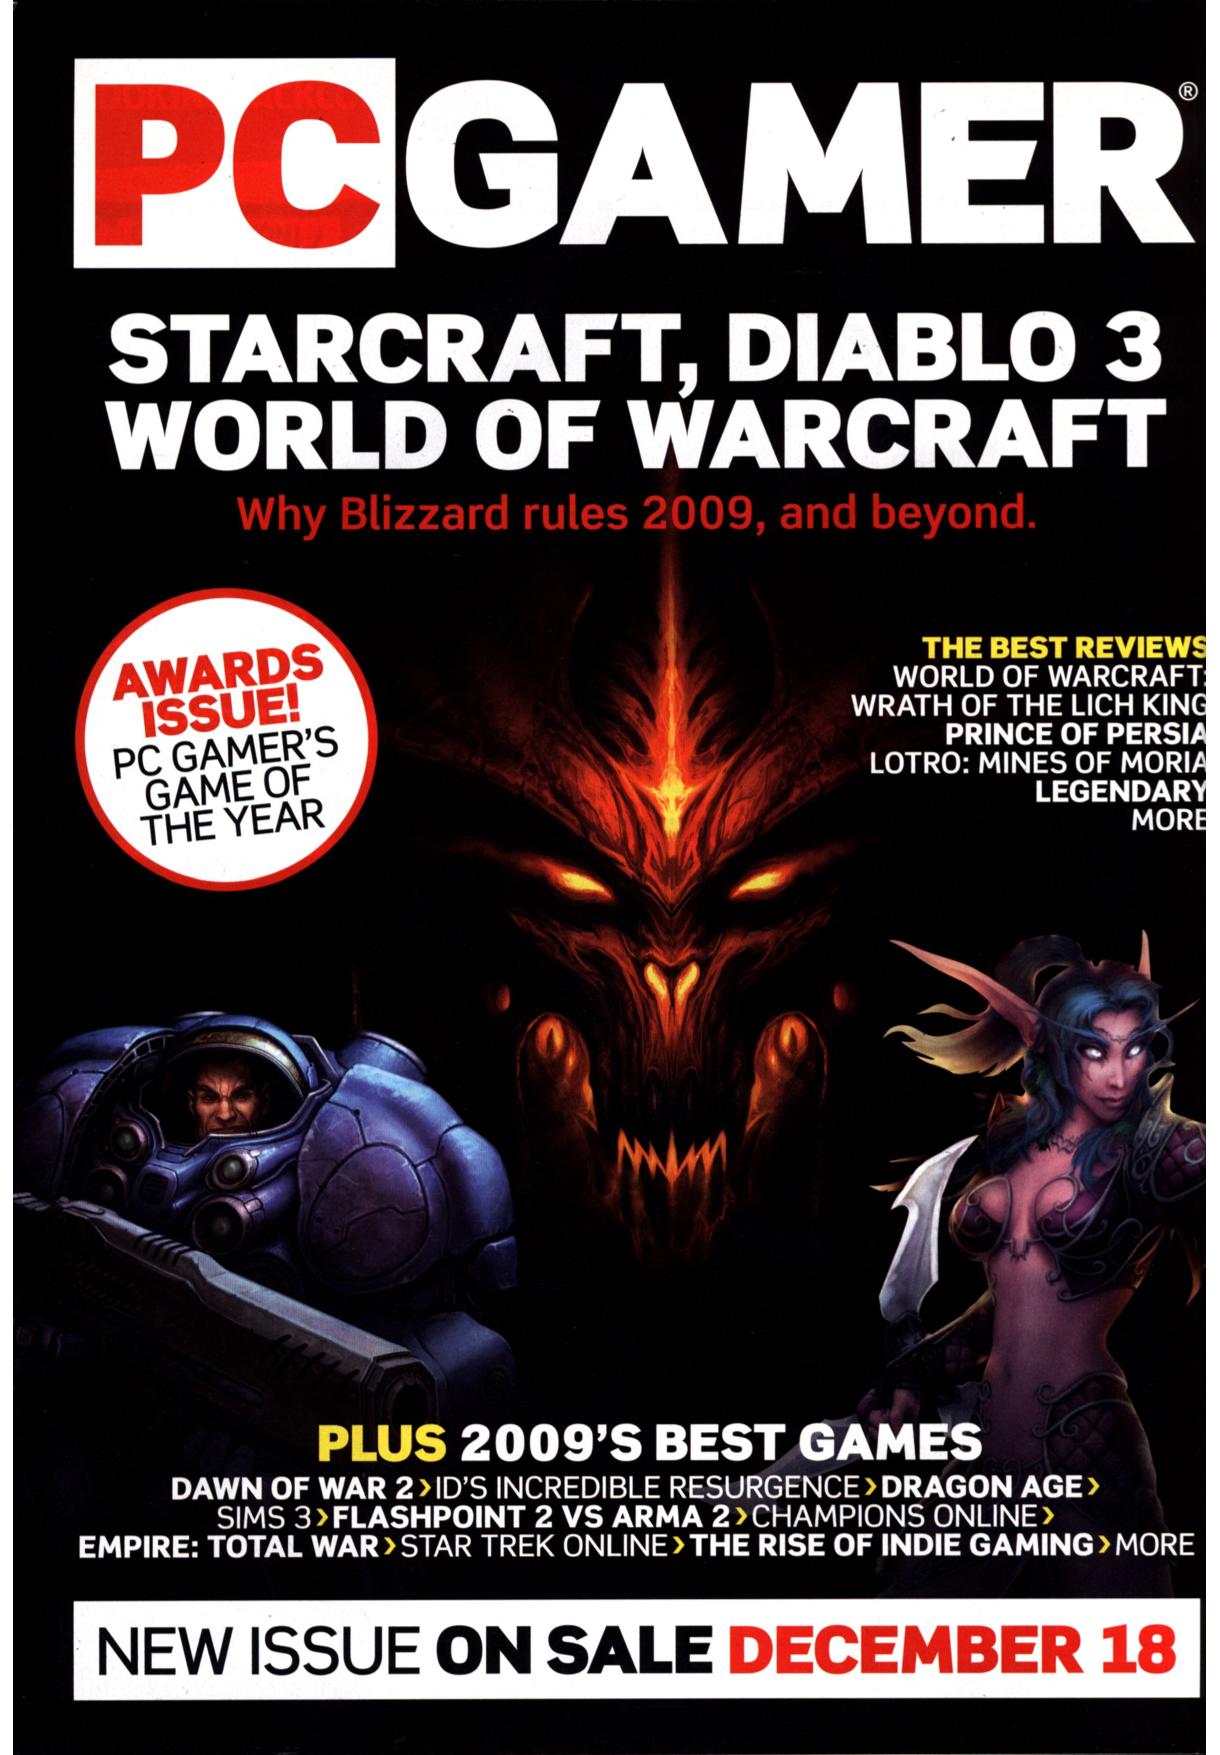 PC GAMER®
STARCRAFT, DIABLO 3
WORLD OF WARCRAFT
Why Blizzard rules 2009, and beyond.
AWARDS
ISSUE!
PC GAMER'S
GAME OF
THE YEAR
THE BEST REVIEWS
WORLD OF WARCRAFT:
WRATH OF THE LICH KING
PRINCE OF PERSIA
LOTRO: MINES OF MORIA
LEGENDARY
MORE
PLUS 2009'S BEST GAMES
DAWN OF WAR 2>ID'S INCREDIBLE RESURGENCE>DRAGON AGE>
SIMS 3>FLASHPOINT 2 VS ARMA 2>CHAMPIONS ONLINE>
EMPIRE: TOTAL WAR>STAR TREK ONLINE>THE RISE OF INDIE GAMING>MORE
NEW ISSUE ON SALE DECEMBER 18